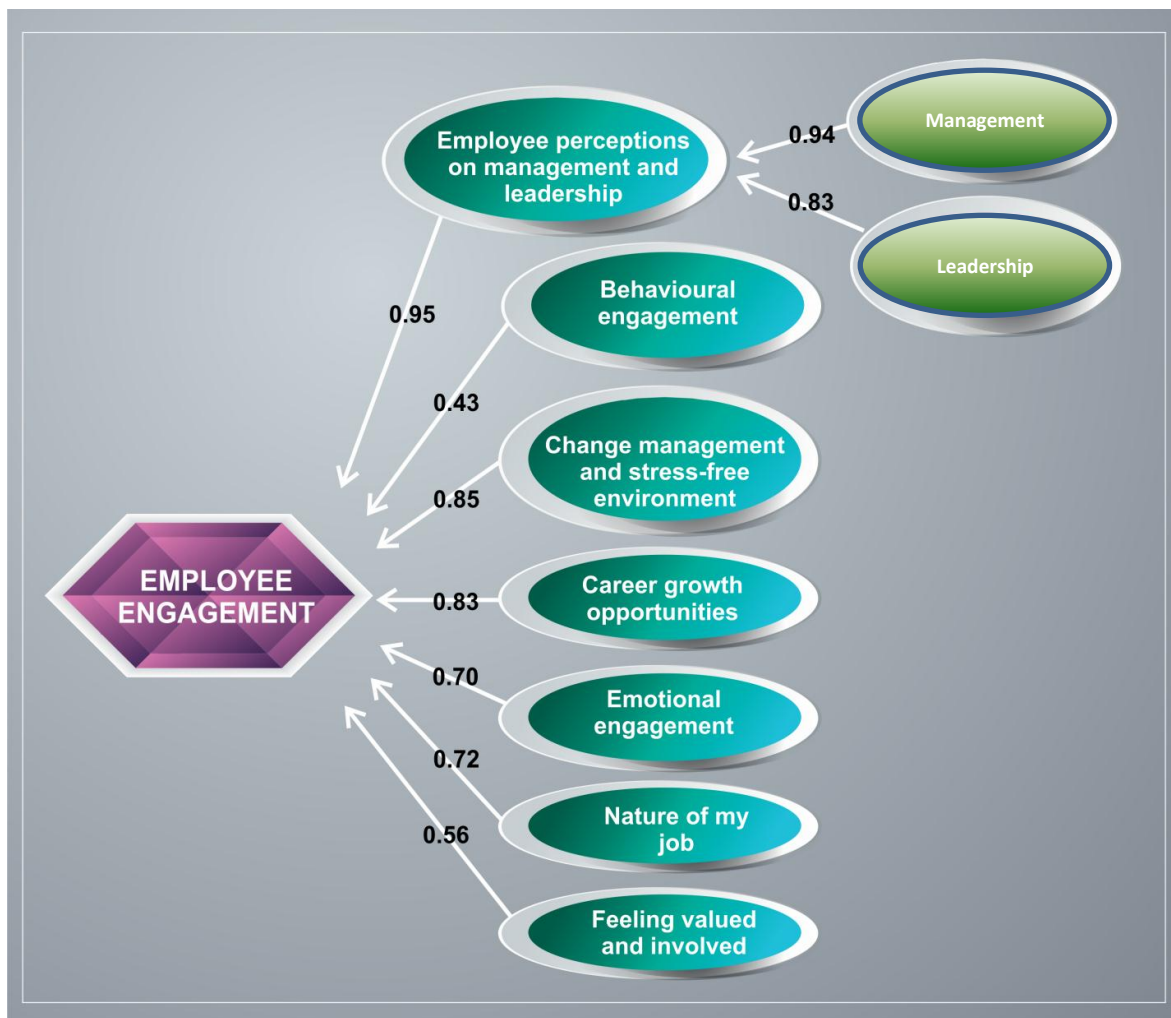 Management
0.94
Employee perceptions
on management and
leadership
0.83
Leadership
0.95
Behavioural
engagement
0.43
Change management
and stress-free
environment
0.85
EMPLOYEE
ENGAGEMENT
Career growth
opportunities
0.83
0.70
Emotional
engagement
0.72
Nature of my
job
0.56
Feeling valued
and involved